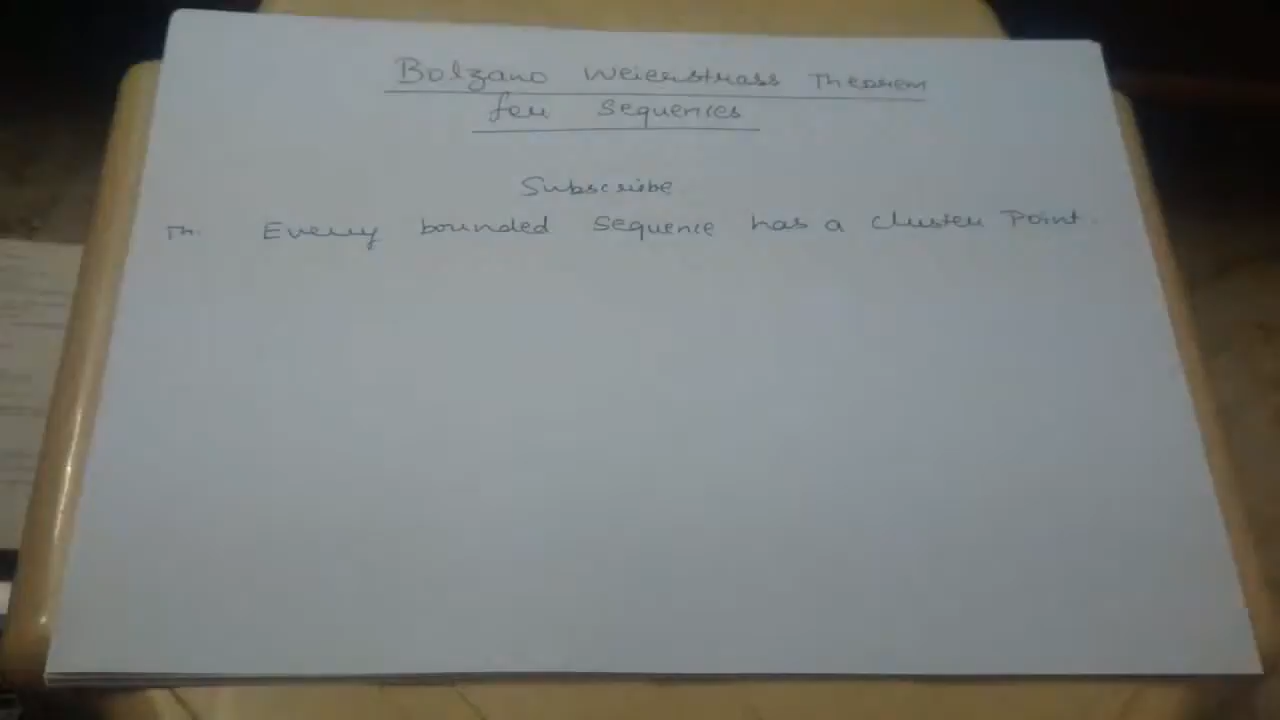 Bolzano Weierstrass Theorem
for Sequences
Subscribe
Th. Every bounded sequence has a cluster Point.